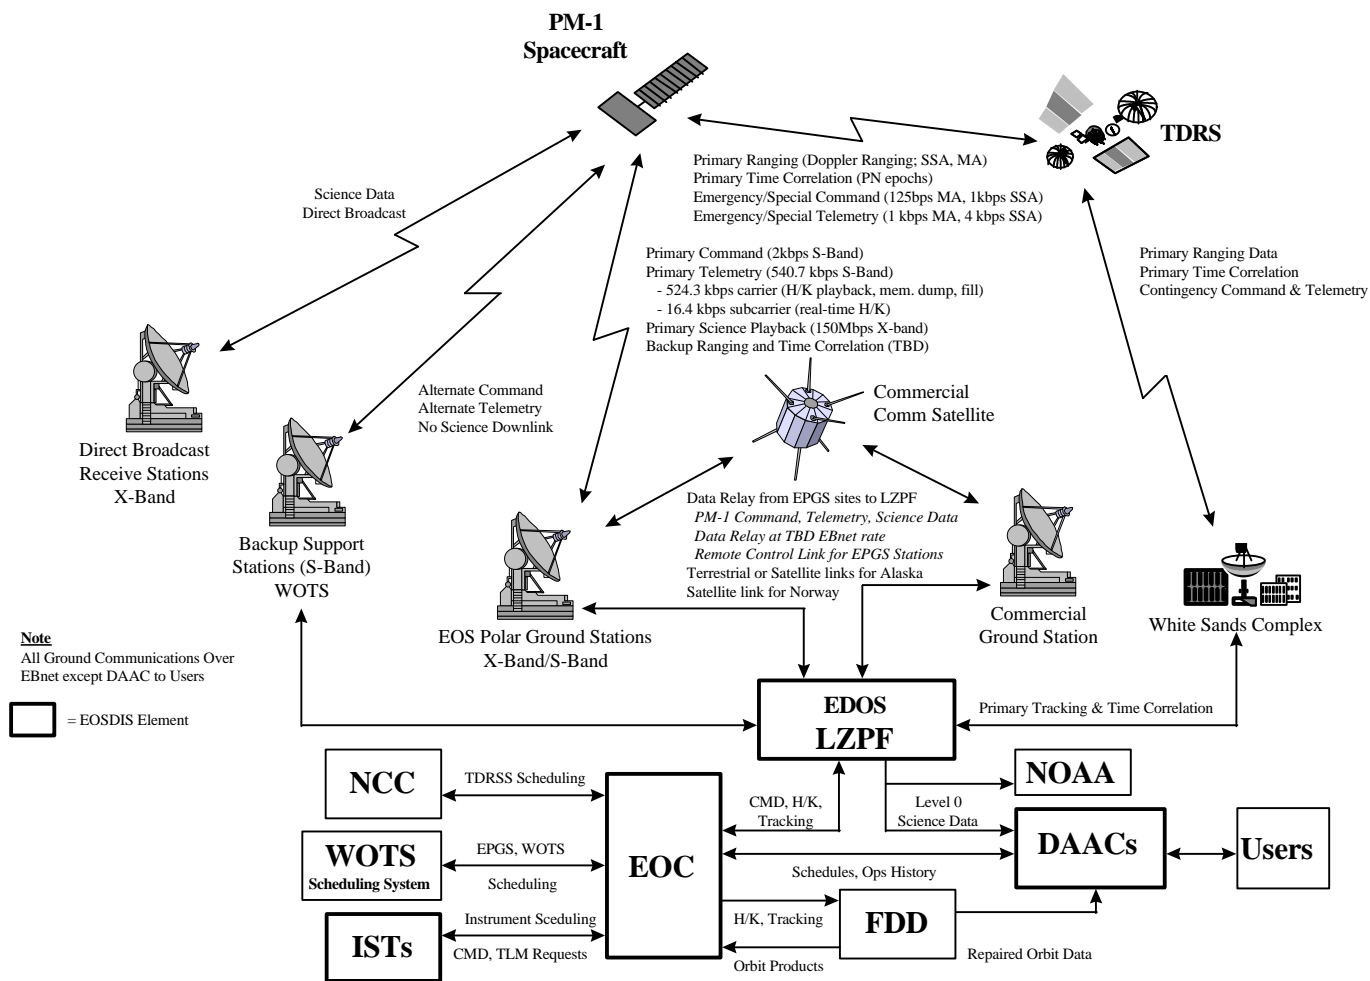 PM-1
Spacecraft
TDRS
Primary Ranging (Doppler Ranging; SSA, MA)
Primary Time Correlation (PN epochs)
Emergency/Special Command (125bps MA, 1kbps SSA)
Emergency/Special Telemetry (1 kbps MA, 4 kbps SSA)
Science Data
Direct Broadcast
Primary Command (2kbps S-Band)
Primary Telemetry (540.7 kbps S-Band)
- 524.3 kbps carrier (H/K playback, mem. dump, fill)
- 16.4 kbps subcarrier (real-time H/K)
Primary Science Playback (150Mbps X-band)
Backup Ranging and Time Correlation (TBD)
Primary Ranging Data
Primary Time Correlation
Contingency Command & Telemetry
Alternate Command
Alternate Telemetry
No Science Downlink
Commercial
Comm Satellite
Direct Broadcast
Receive Stations
X-Band
Data Relay from EPGS sites to LZPF
PM-1 Command, Telemetry, Science Data
Data Relay at TBD EBnet rate
Remote Control Link for EPGS Stations
Terrestrial or Satellite links for Alaska
Satellite link for Norway
Backup Support
Stations (S-Band)
WOTS
EOS Polar Ground Stations
X-Band/S-Band
Commercial
Ground Station
White Sands Complex
Note
All Ground Communications Over
EBnet except DAAC to Users
= EOSDIS Element
EDOS
LZPF
Primary Tracking & Time Correlation
NCC
TDRSS Scheduling
CMD, H/K,
Tracking
Level 0
Science Data
NOAA
WOTS
Scheduling System
EPGS, WOTS
Scheduling
EOC
DAACs
Users
Schedules, Ops History
ISTs
Instrument Sceduling
CMD, TLM Requests
H/K, Tracking
Orbit Products
FDD
Repaired Orbit Data